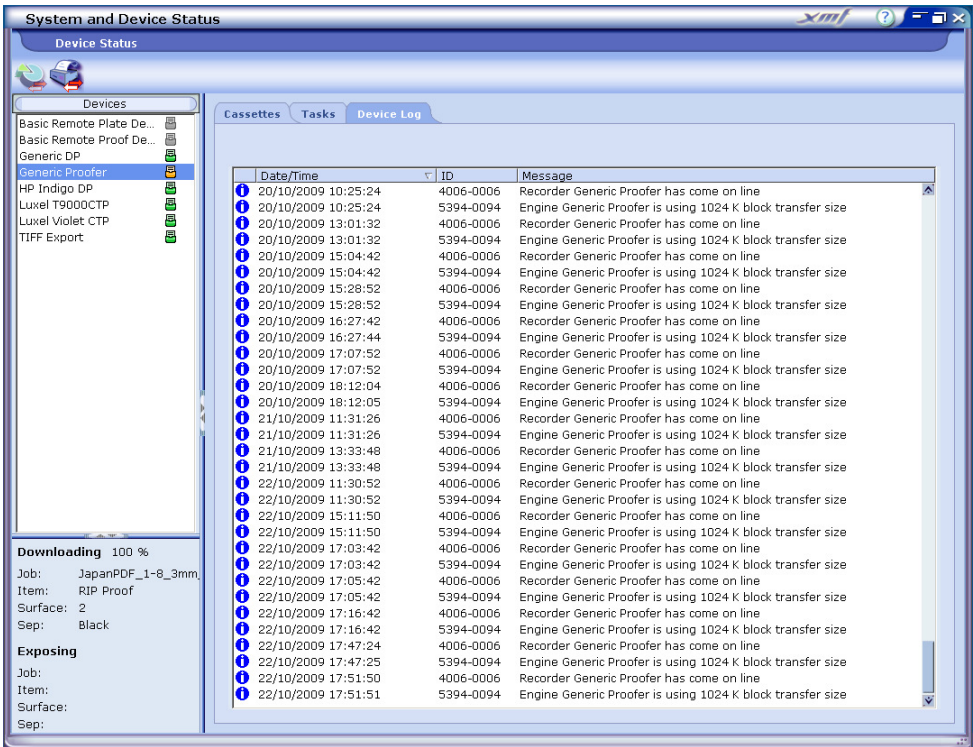 System and Device Status
xmf
?
Device Status
Devices
Basic Remote Plate De...
Basic Remote Proof De...
Generic DP
Generic Proofer
HP Indigo DP
Luxel T9000CTP
Luxel Violet CTP
TIFF Export
Downloading 100 %
Job: JapanPDF_1-8_3mm_
Item: RIP Proof
Surface: 2
Sep: Black
Exposing
Job:
Item:
Surface:
Sep:
Cassettes Tasks Device Log
Date/Time ID Message
20/10/2009 10:25:24 4006-0006 Recorder Generic Proofer has come on line
20/10/2009 10:25:24 5394-0094 Engine Generic Proofer is using 1024 K block transfer size
20/10/2009 13:01:32 4006-0006 Recorder Generic Proofer has come on line
20/10/2009 13:01:32 5394-0094 Engine Generic Proofer is using 1024 K block transfer size
20/10/2009 15:04:42 4006-0006 Recorder Generic Proofer has come on line
20/10/2009 15:04:42 5394-0094 Engine Generic Proofer is using 1024 K block transfer size
20/10/2009 15:28:52 4006-0006 Recorder Generic Proofer has come on line
20/10/2009 15:28:52 5394-0094 Engine Generic Proofer is using 1024 K block transfer size
20/10/2009 16:27:42 4006-0006 Recorder Generic Proofer has come on line
20/10/2009 16:27:44 5394-0094 Engine Generic Proofer is using 1024 K block transfer size
20/10/2009 17:07:52 4006-0006 Recorder Generic Proofer has come on line
20/10/2009 17:07:52 5394-0094 Engine Generic Proofer is using 1024 K block transfer size
20/10/2009 18:12:04 4006-0006 Recorder Generic Proofer has come on line
20/10/2009 18:12:05 5394-0094 Engine Generic Proofer is using 1024 K block transfer size
21/10/2009 11:31:26 4006-0006 Recorder Generic Proofer has come on line
21/10/2009 11:31:26 5394-0094 Engine Generic Proofer is using 1024 K block transfer size
21/10/2009 13:33:48 4006-0006 Recorder Generic Proofer has come on line
21/10/2009 13:33:48 5394-0094 Engine Generic Proofer is using 1024 K block transfer size
22/10/2009 11:30:52 4006-0006 Recorder Generic Proofer has come on line
22/10/2009 11:30:52 5394-0094 Engine Generic Proofer is using 1024 K block transfer size
22/10/2009 15:11:50 4006-0006 Recorder Generic Proofer has come on line
22/10/2009 15:11:50 5394-0094 Engine Generic Proofer is using 1024 K block transfer size
22/10/2009 17:03:42 4006-0006 Recorder Generic Proofer has come on line
22/10/2009 17:03:42 5394-0094 Engine Generic Proofer is using 1024 K block transfer size
22/10/2009 17:05:42 4006-0006 Recorder Generic Proofer has come on line
22/10/2009 17:05:42 5394-0094 Engine Generic Proofer is using 1024 K block transfer size
22/10/2009 17:16:42 4006-0006 Recorder Generic Proofer has come on line
22/10/2009 17:16:42 5394-0094 Engine Generic Proofer is using 1024 K block transfer size
22/10/2009 17:47:24 4006-0006 Recorder Generic Proofer has come on line
22/10/2009 17:47:25 5394-0094 Engine Generic Proofer is using 1024 K block transfer size
22/10/2009 17:51:50 4006-0006 Recorder Generic Proofer has come on line
22/10/2009 17:51:51 5394-0094 Engine Generic Proofer is using 1024 K block transfer size